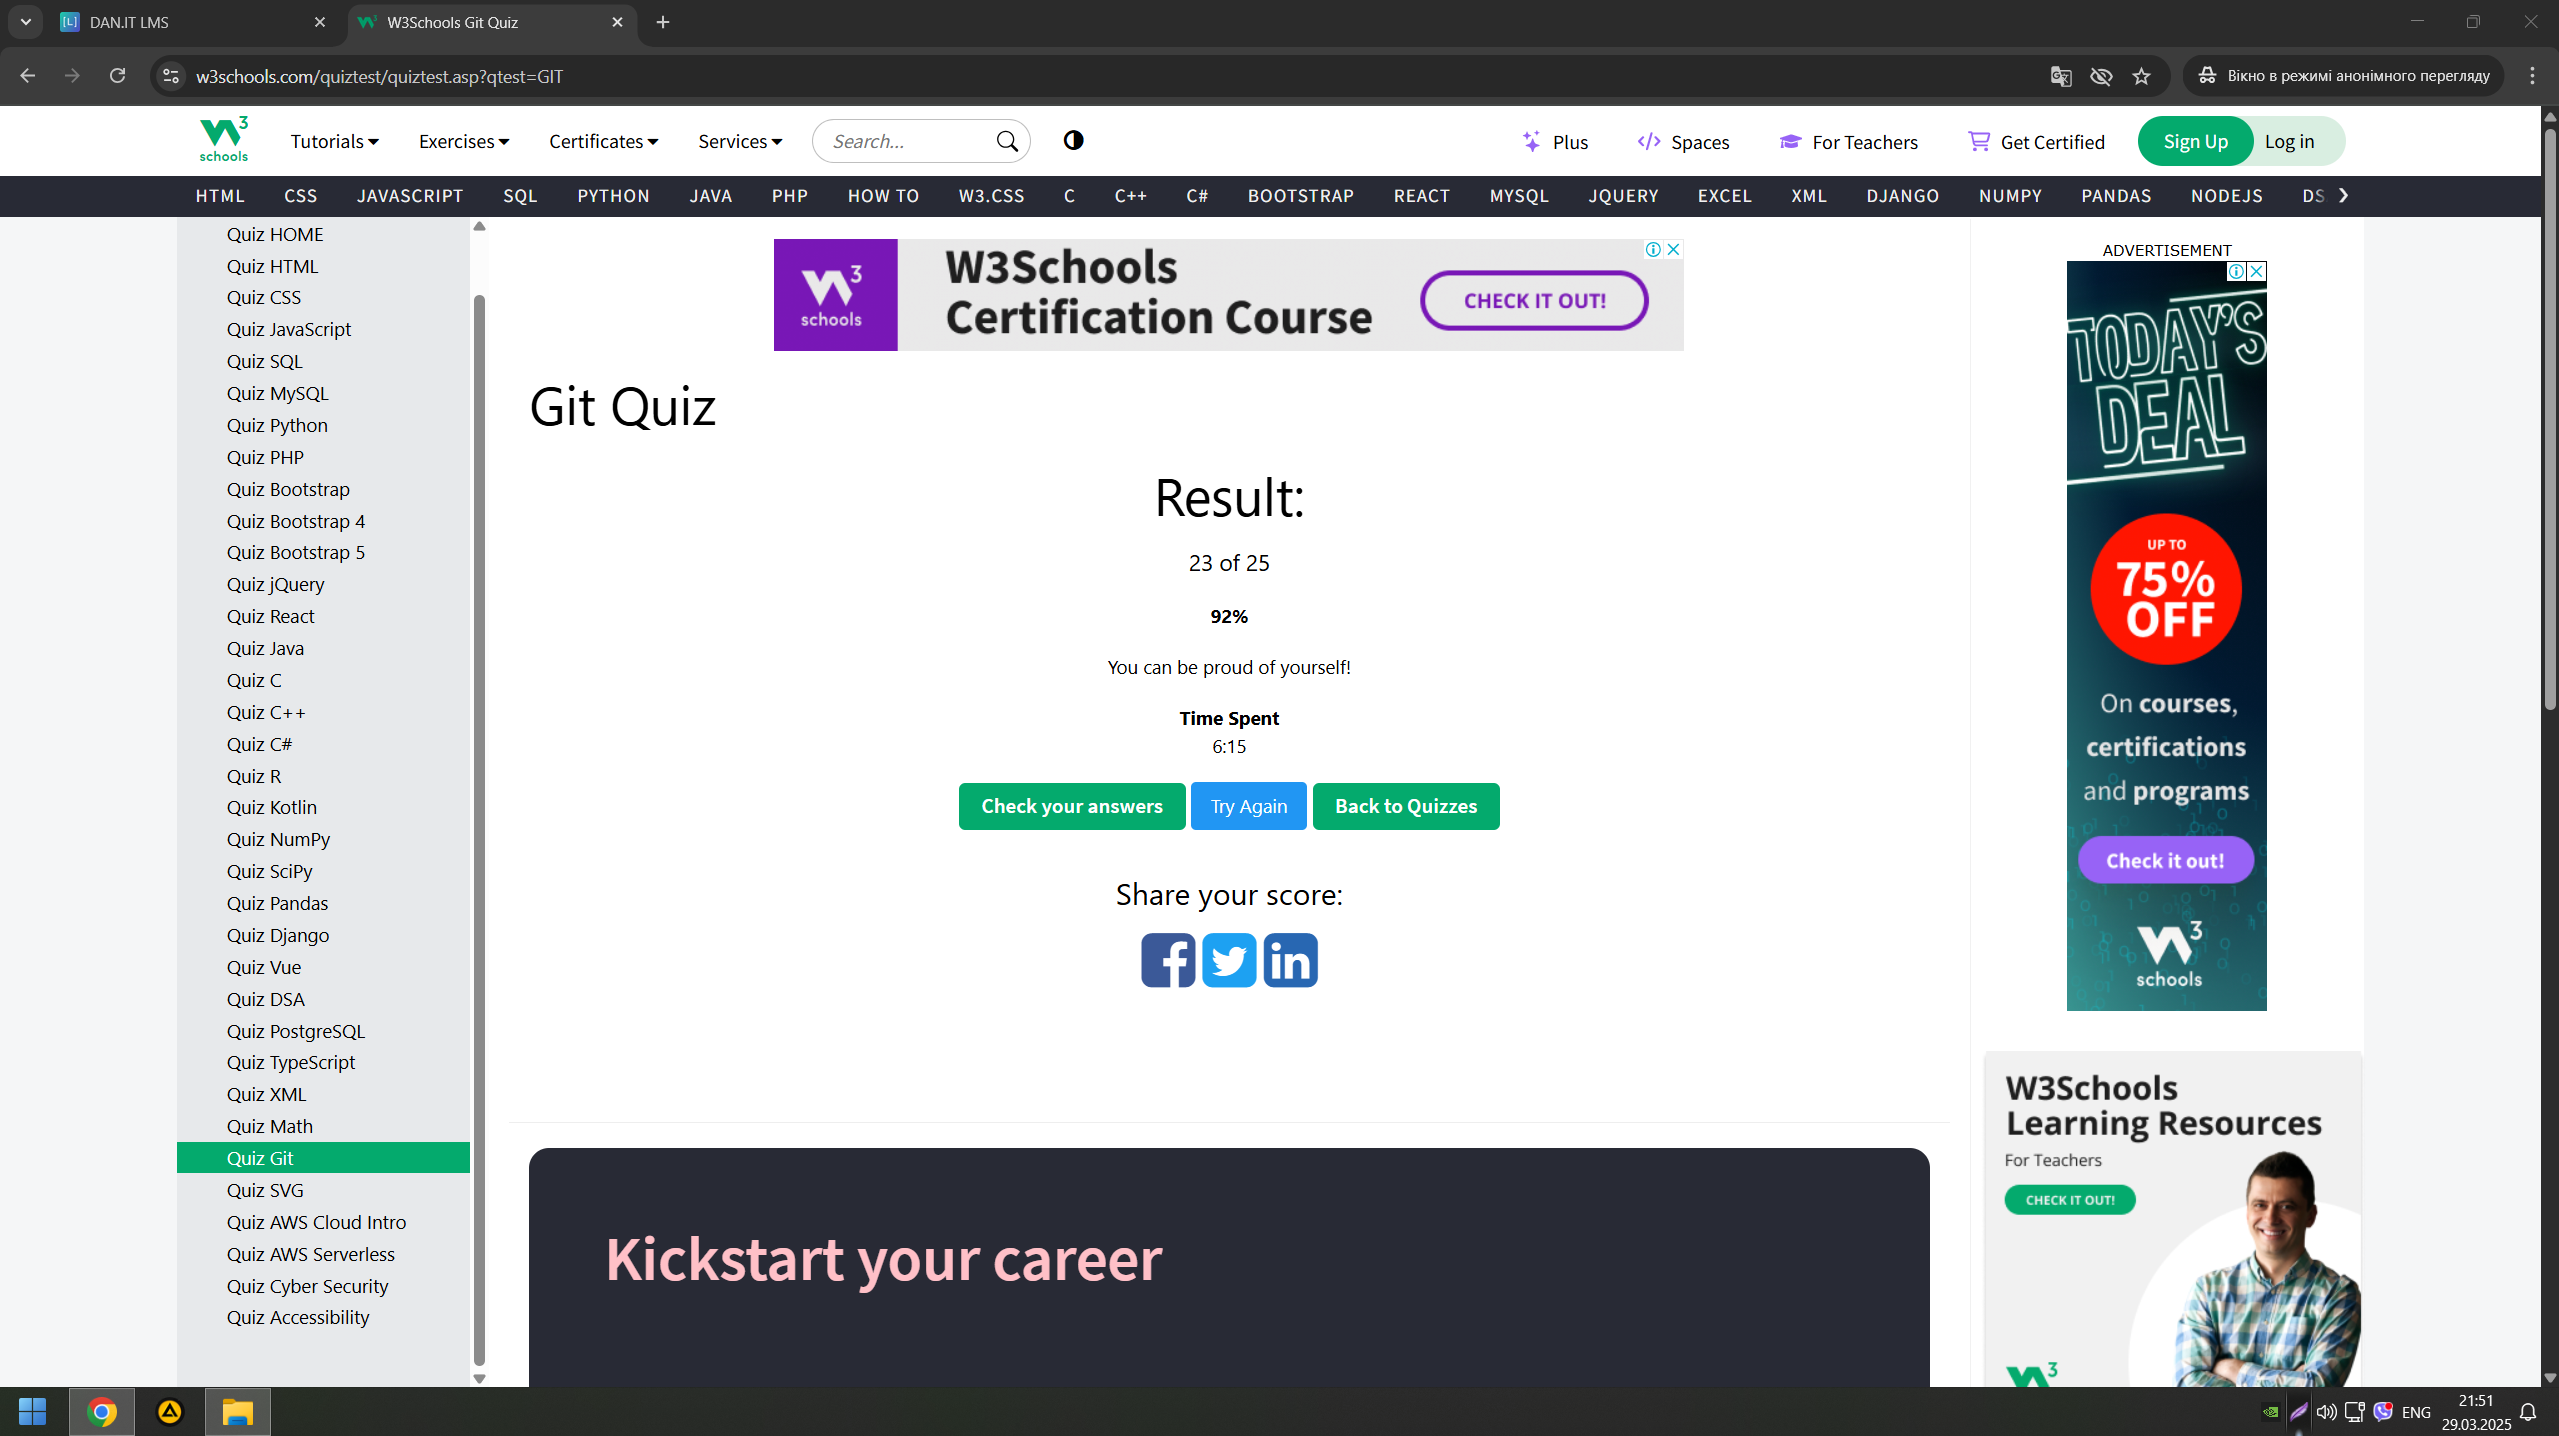 DAN.IT LMS
W3Schools Git Quiz
w3schools.com/quiztest/quiztest.asp?qtest=GIT
Вікно в режимі анонімного перегляду
3
schools
Tutorials
Exercises
Certificates
Services
Search...
Plus
Spaces
For Teachers
Get Certified
Sign Up
Log in
HTML CSS JAVASCRIPT SQL PYTHON JAVA PHP HOW TO W3.CSS C C++ C# BOOTSTRAP REACT MYSQL JQUERY EXCEL XML DJANGO NUMPY PANDAS NODEJS DS
Quiz HOME
Quiz HTML
Quiz CSS
Quiz JavaScript
Quiz SQL
Quiz MySQL
Quiz Python
Quiz PHP
Quiz Bootstrap
Quiz Bootstrap 4
Quiz Bootstrap 5
Quiz jQuery
Quiz React
Quiz Java
Quiz C
Quiz C++
Quiz C#
Quiz R
Quiz Kotlin
Quiz NumPy
Quiz SciPy
Quiz Pandas
Quiz Django
Quiz Vue
Quiz DSA
Quiz PostgreSQL
Quiz TypeScript
Quiz XML
Quiz Math
Quiz Git
Quiz SVG
Quiz AWS Cloud Intro
Quiz AWS Serverless
Quiz Cyber Security
Quiz Accessibility
3
schools
W3Schools
Certification Course
CHECK IT OUT!
Git Quiz
Result:
23 of 25
92%
You can be proud of yourself!
Time Spent
6:15
Check your answers
Try Again
Back to Quizzes
Share your score:
Kickstart your career
ADVERTISEMENT
TODAY'S
DEAL
UP TO
75%
OFF
On courses,
certifications
and programs
Check it out!
3
schools
W3Schools
Learning Resources
For Teachers
CHECK IT OUT!
3
ENG
21:51
29.03.2025